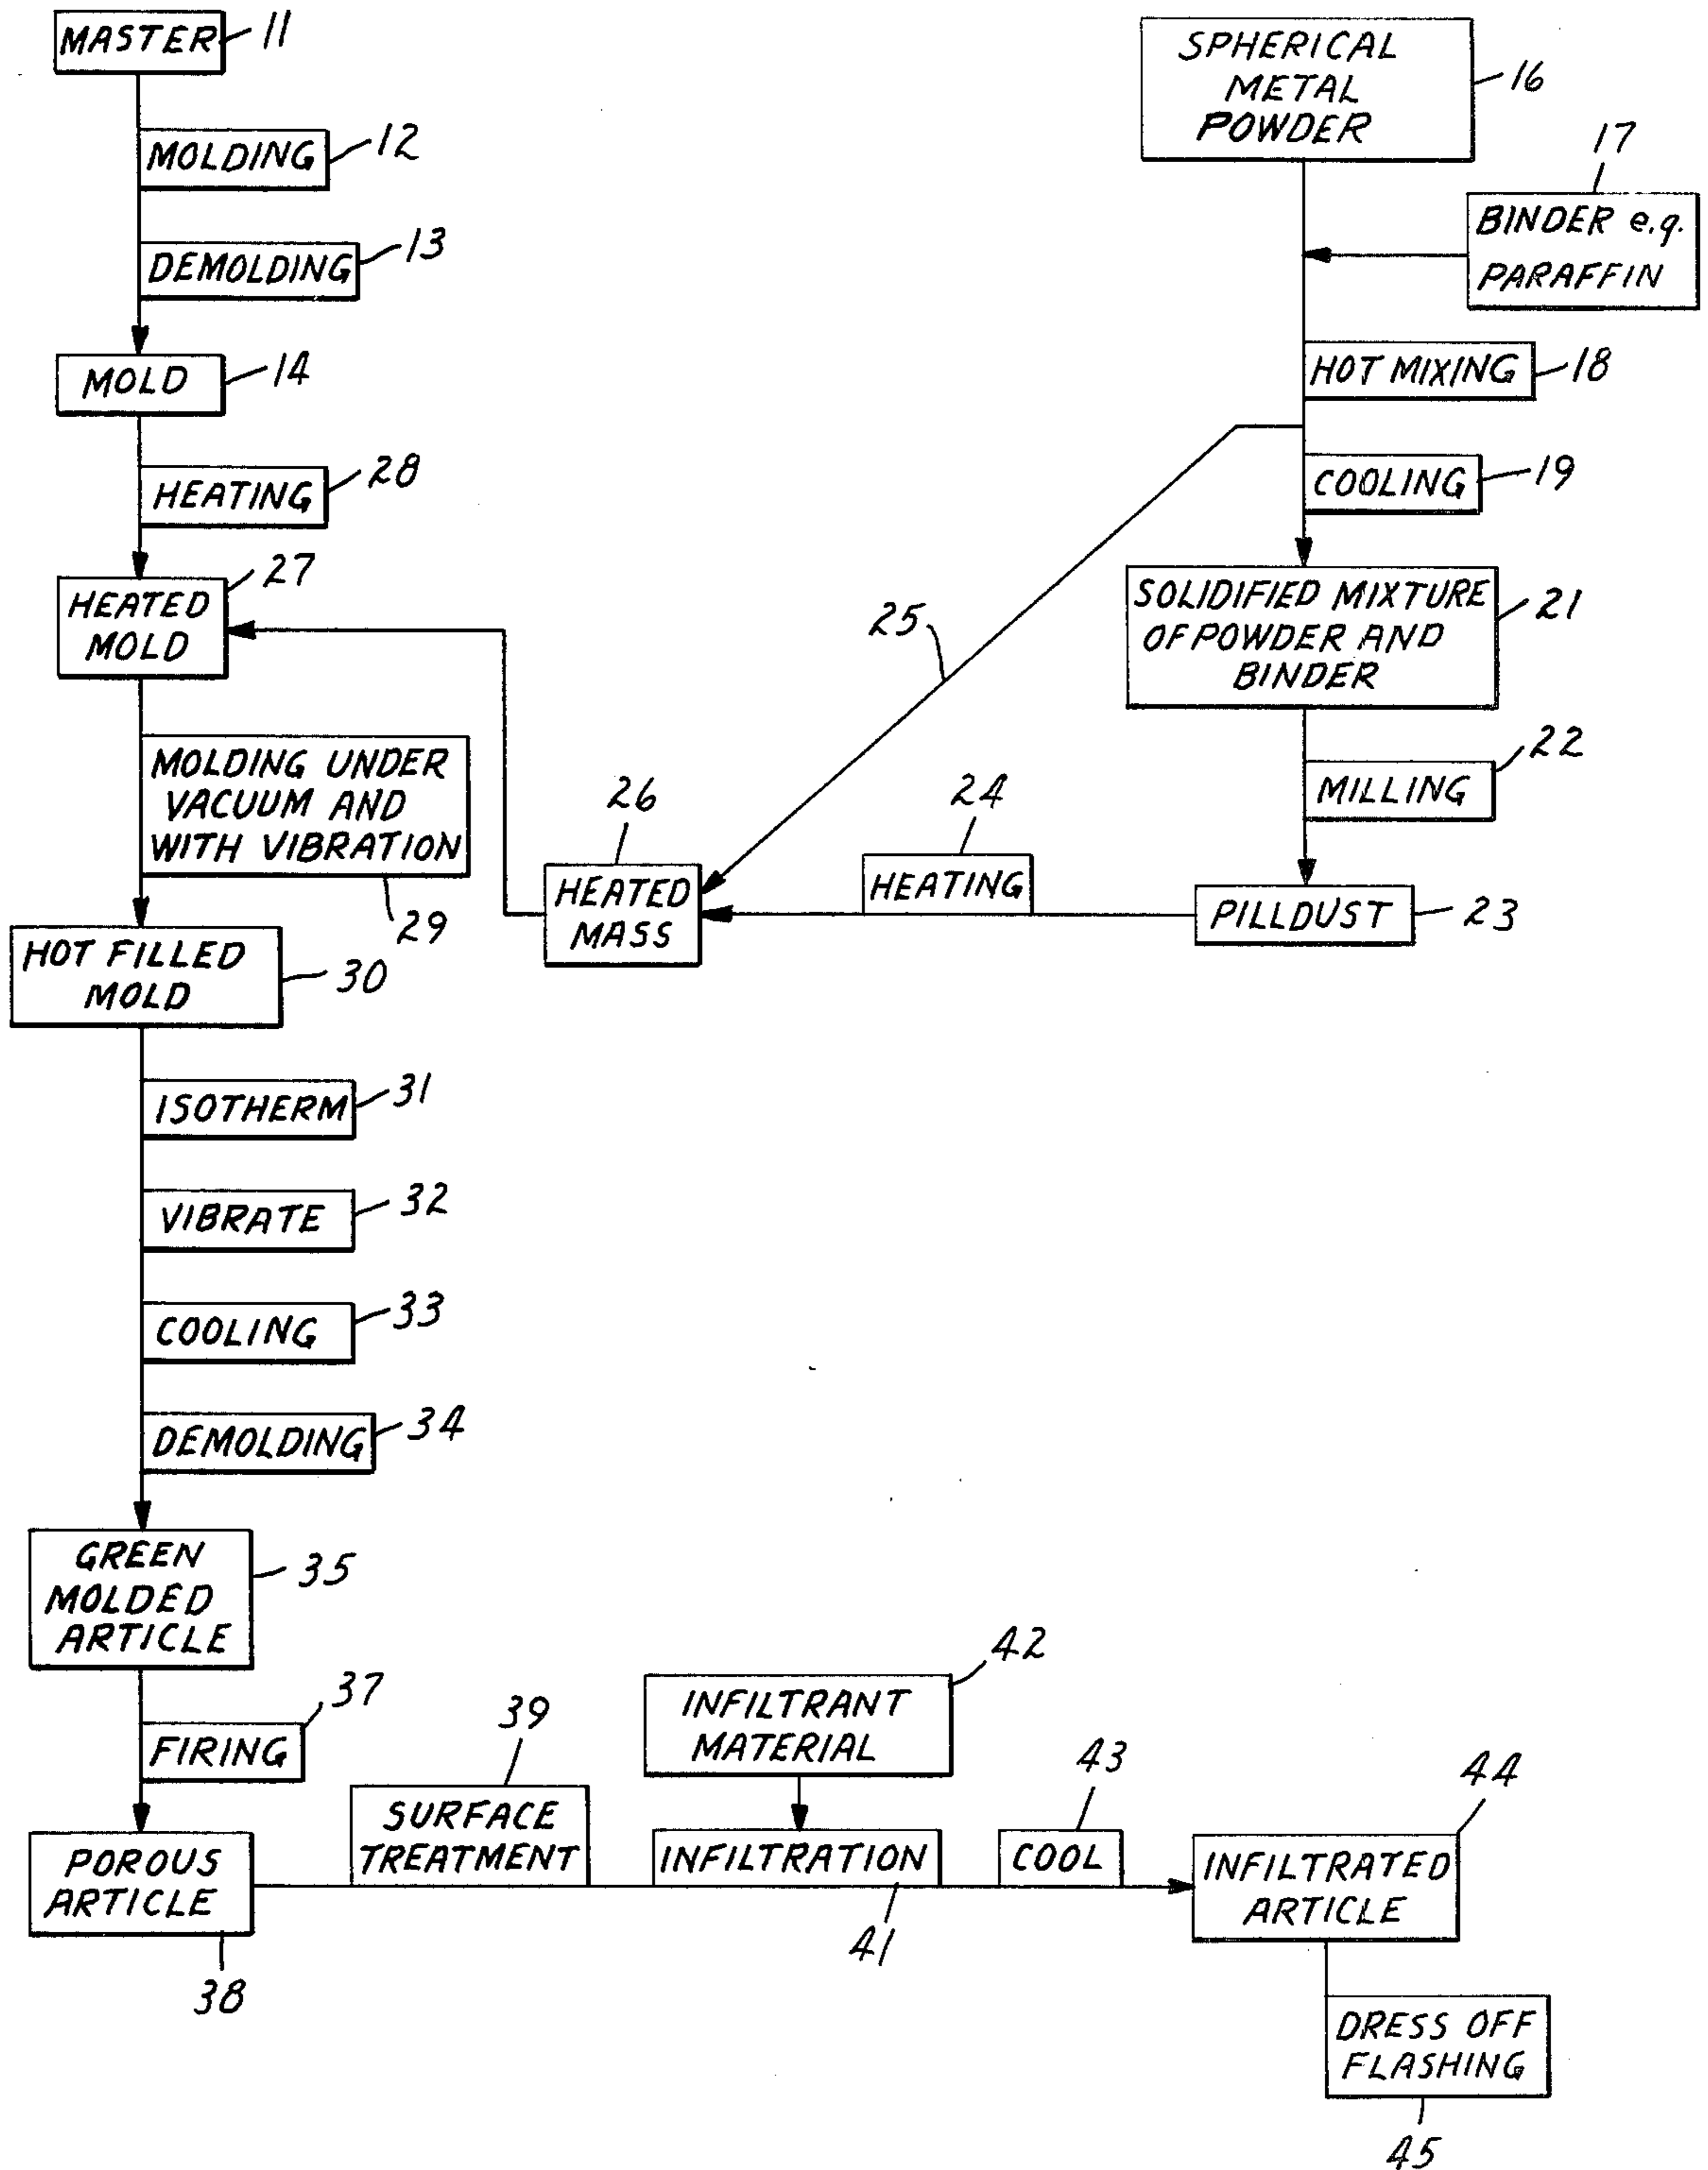 MASTER
11
MOLDING
12
DEMOLDING
13
MOLD
14
HEATING
28
HEATED
MOLD
27
MOLDING UNDER
VACUUM AND
WITH VIBRATION
29
HOT FILLED
MOLD
30
ISOTHERM
31
VIBRATE
32
COOLING
33
DEMOLDING
34
GREEN
MOLDED
ARTICLE
35
FIRING
37
POROUS
ARTICLE
38
SPHERICAL
METAL
POWDER
16
17
BINDER e.g.
PARAFFIN
HOT MIXING
18
COOLING
19
SOLIDIFIED MIXTURE
OF POWDER AND
BINDER
21
MILLING
22
PILLDUST
23
24
HEATING
25
26
HEATED
MASS
39
SURFACE
TREATMENT
42
INFILTRANT
MATERIAL
INFILTRATION
41
43
COOL
44
INFILTRATED
ARTICLE
DRESS OFF
FLASHING
45